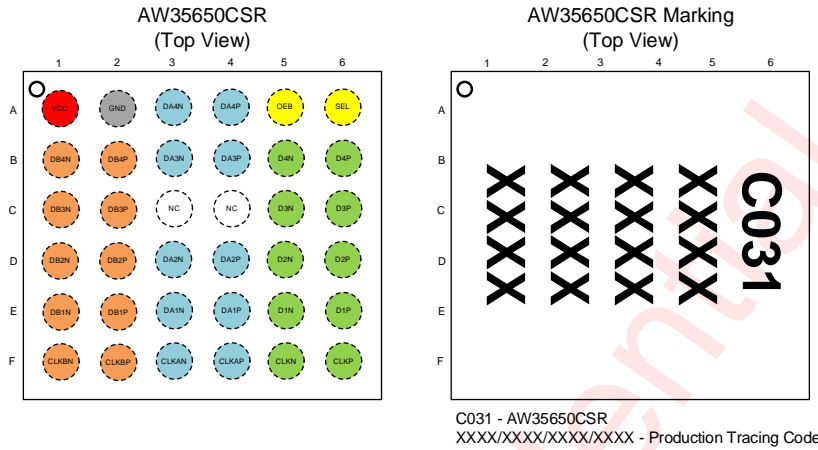 AW35650CSR
(Top View)
1 2 3 4 5 6
A VCC GND DA4N DA4P OEB SEL
B DB4N DB4P DA3N DA3P D4N D4P
C DB3N DB3P NC NC D3N D3P
D DB2N DB2P DA2N DA2P D2N D2P
E DB1N DB1P DA1N DA1P D1N D1P
F CLKBN CLKBP CLKAN CLKAP CLKN CLKP
AW35650CSR Marking
(Top View)
1 2 3 4 5 6
A
B
C
D
E
F
C031
XXXX
XXXX
XXXX
XXXX
C031 - AW35650CSR
XXXX/XXXX/XXXX/XXXX - Production Tracing Code